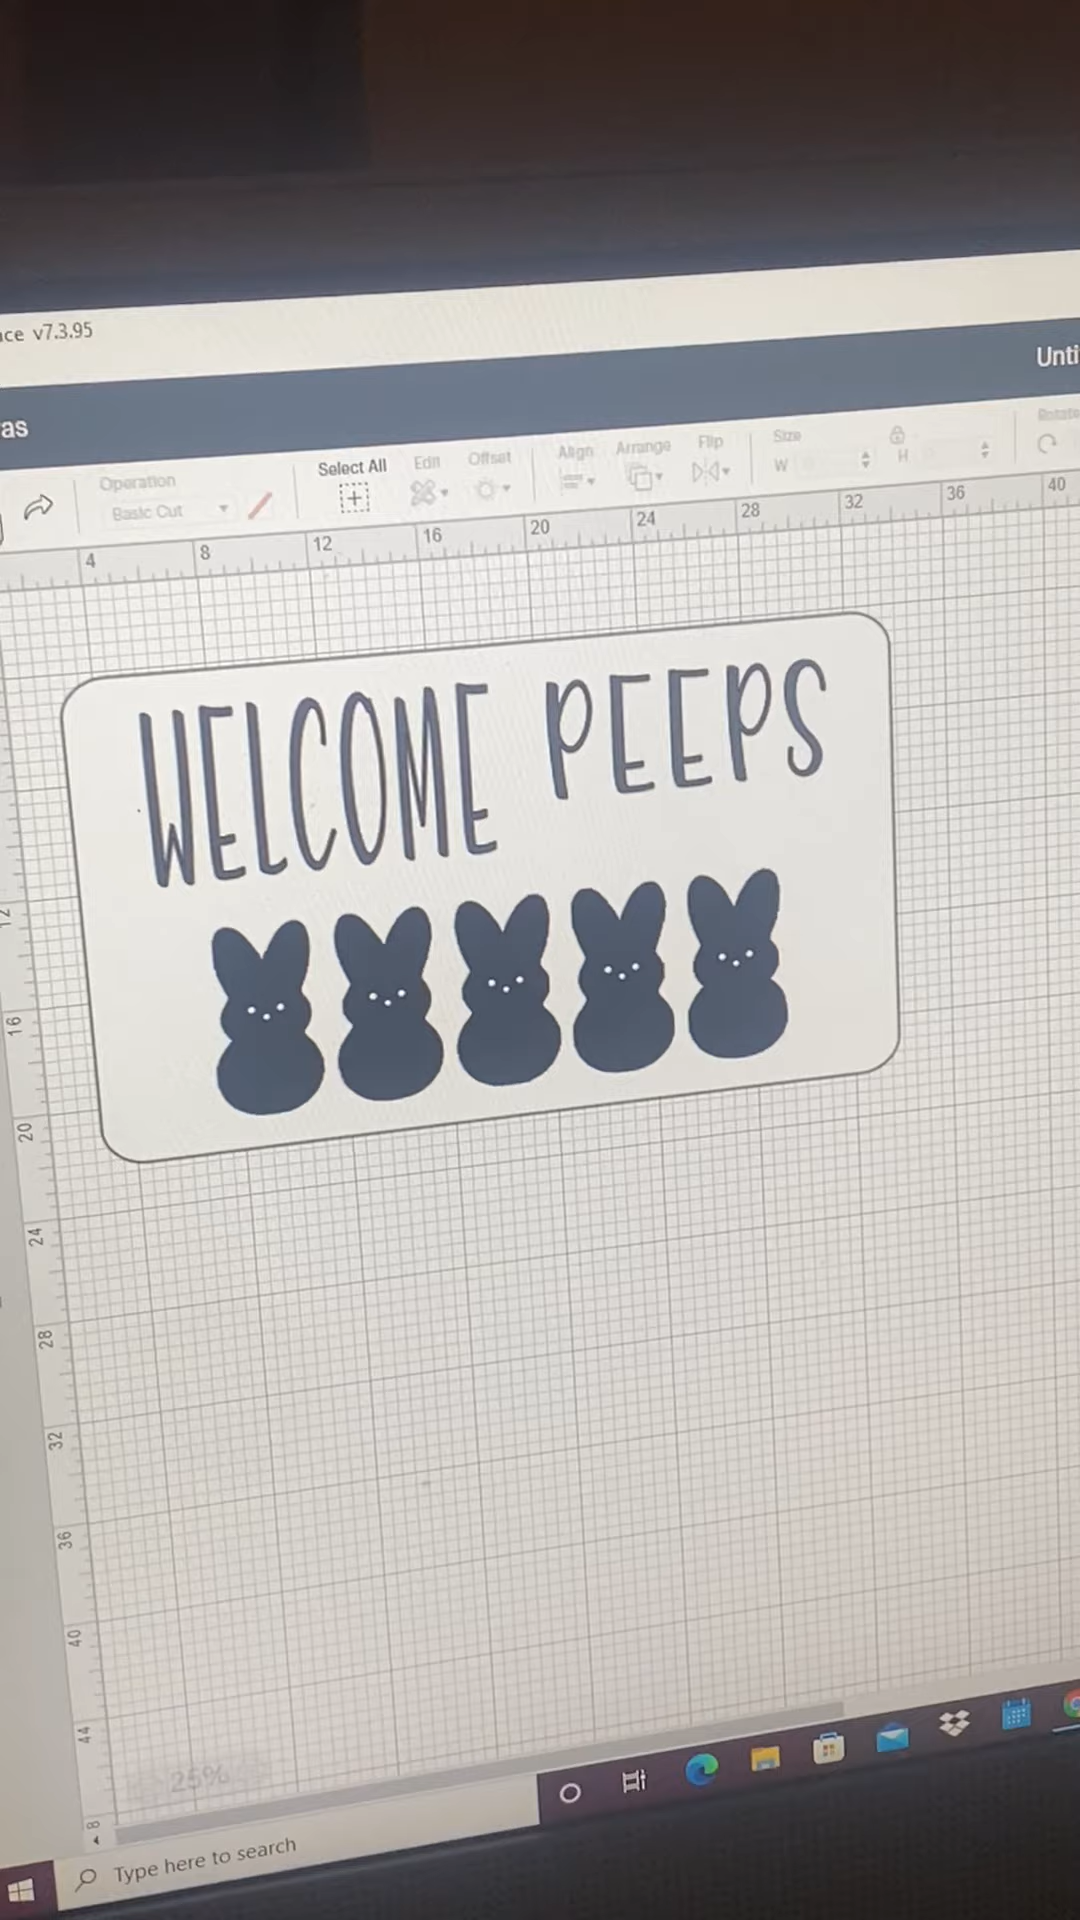 v7.3.95
Unti
as
Operation
Basic Cut
Select All
Edit
Offset
Align
Arrange
Flip
Size
W
H
Rotate
4 8 12 16 20 24 28 32 36 40
WELCOME PEEPS
12
16
20
24
28
32
36
40
44
8
25%
Type here to search